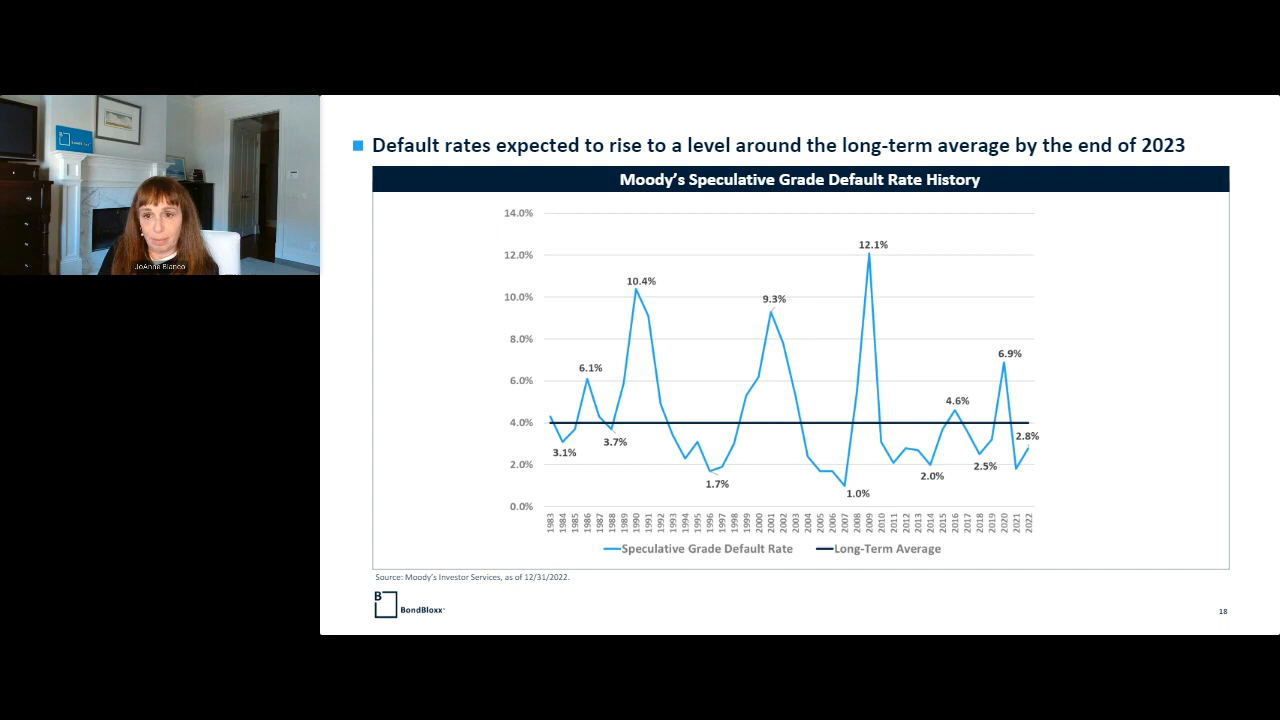 BondBloxx
JoAnne Bianco
Default rates expected to rise to a level around the long-term average by the end of 2023
Moody's Speculative Grade Default Rate History
14.0%
12.0%
10.0%
8.0%
6.0%
4.0%
2.0%
0.0%
3.1%
6.1%
3.7%
10.4%
1.7%
9.3%
1.0%
12.1%
2.0%
4.6%
2.5%
6.9%
2.8%
1983 1984 1985 1986 1987 1988 1989 1990 1991 1992 1993 1994 1995 1996 1997 1998 1999 2000 2001 2002 2003 2004 2005 2006 2007 2008 2009 2010 2011 2012 2013 2014 2015 2016 2017 2018 2019 2020 2021 2022
Speculative Grade Default Rate Long-Term Average
Source: Moody's Investor Services, as of 12/31/2022.
B
BondBloxx
18